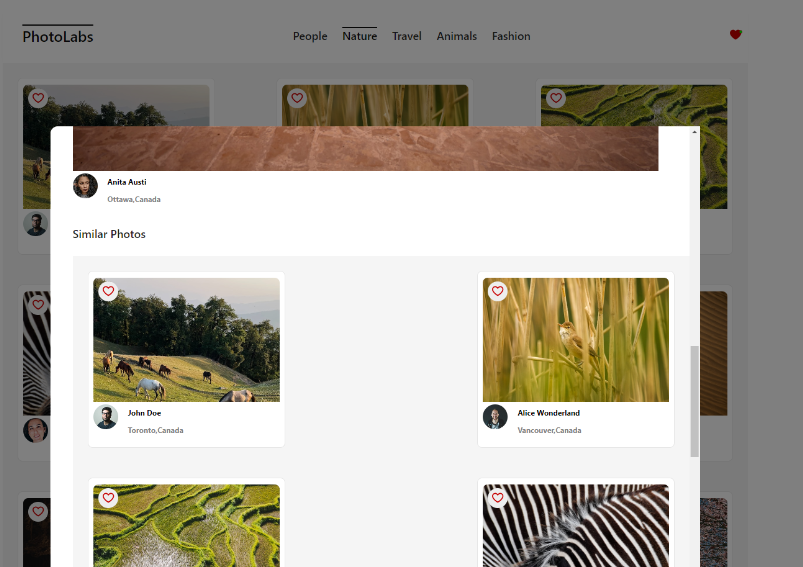 PhotoLabs
People Nature Travel Animals Fashion
Anita Austi
Ottawa,Canada
Similar Photos
John Doe
Toronto,Canada
Alice Wonderland
Vancouver,Canada